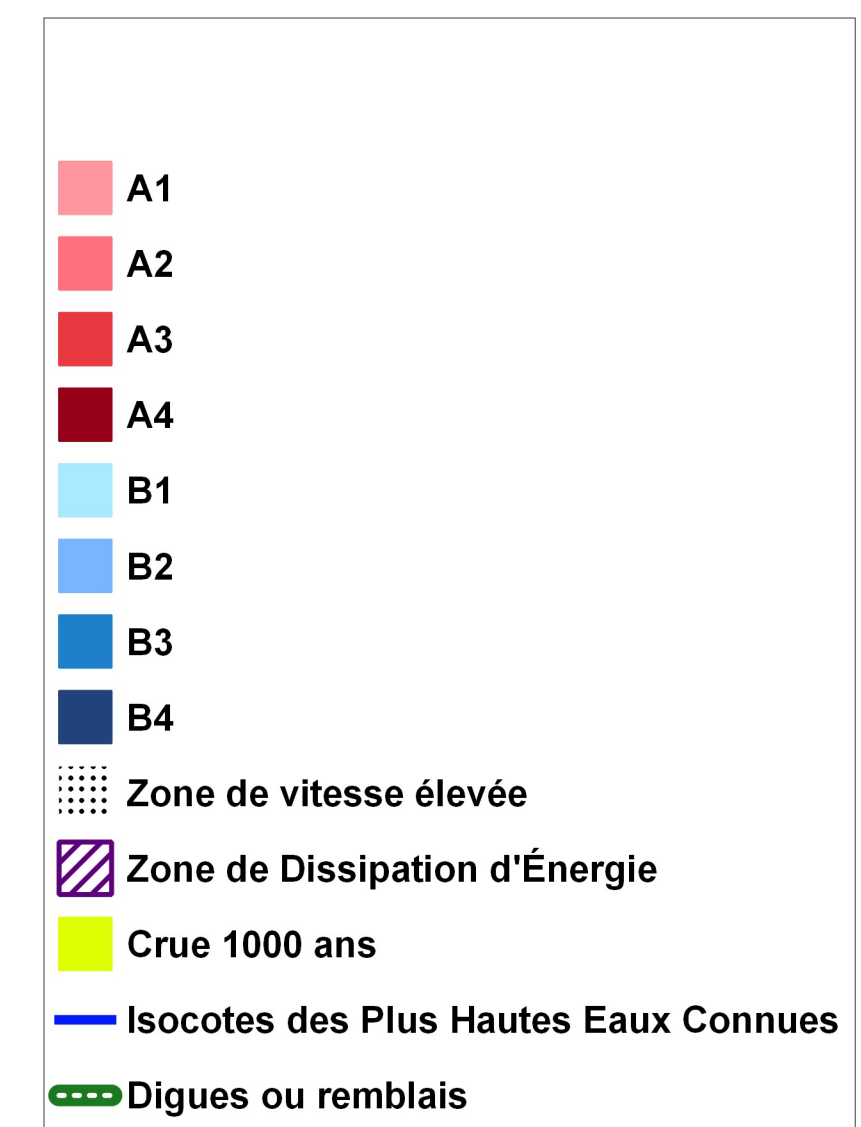 A1
A2
A3
A4
B1
B2
B3
B4
Zone de vitesse élevée
Zone de Dissipation d'Énergie
Crue 1000 ans
Isocotes des Plus Hautes Eaux Connues
Digues ou remblais